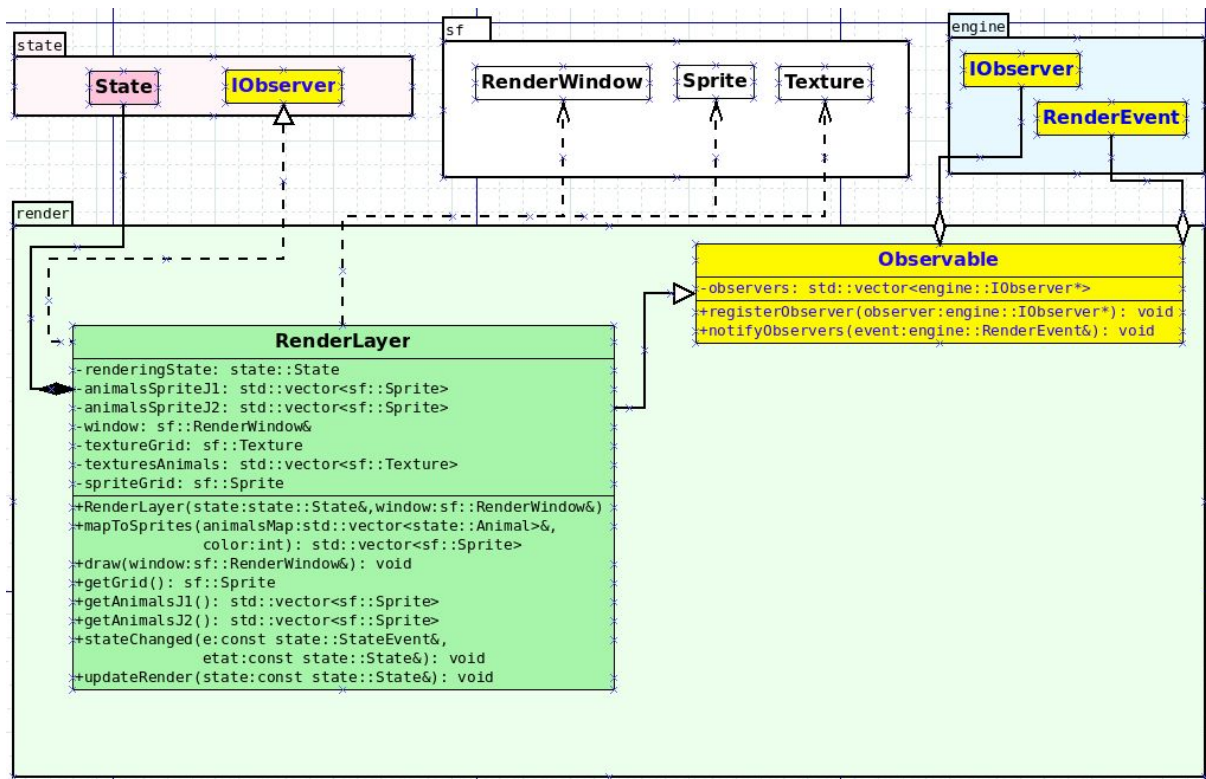 state
State
IObserver
sf
RenderWindow
Sprite
Texture
engine
IObserver
RenderEvent
render
Observable
-observers: std::vector<engine::IObserver*>
+registerObserver(observer:engine::IObserver*): void
+notifyObservers(event:engine::RenderEvent&): void
RenderLayer
-renderingState: state::State
-animalsSpriteJ1: std::vector<sf::Sprite>
-animalsSpriteJ2: std::vector<sf::Sprite>
-window: sf::RenderWindow&
-textureGrid: sf::Texture
-texturesAnimals: std::vector<sf::Texture>
-spriteGrid: sf::Sprite
+RenderLayer(state:state::State&,window:sf::RenderWindow&)
+mapToSprites(animalsMap:std::vector<state::Animal>&,
color:int): std::vector<sf::Sprite>
+draw(window:sf::RenderWindow&): void
+getGrid(): sf::Sprite
+getAnimalsJ1(): std::vector<sf::Sprite>
+getAnimalsJ2(): std::vector<sf::Sprite>
+stateChanged(e:const state::StateEvent&,
etat:const state::State&): void
+updateRender(state:const state::State&): void